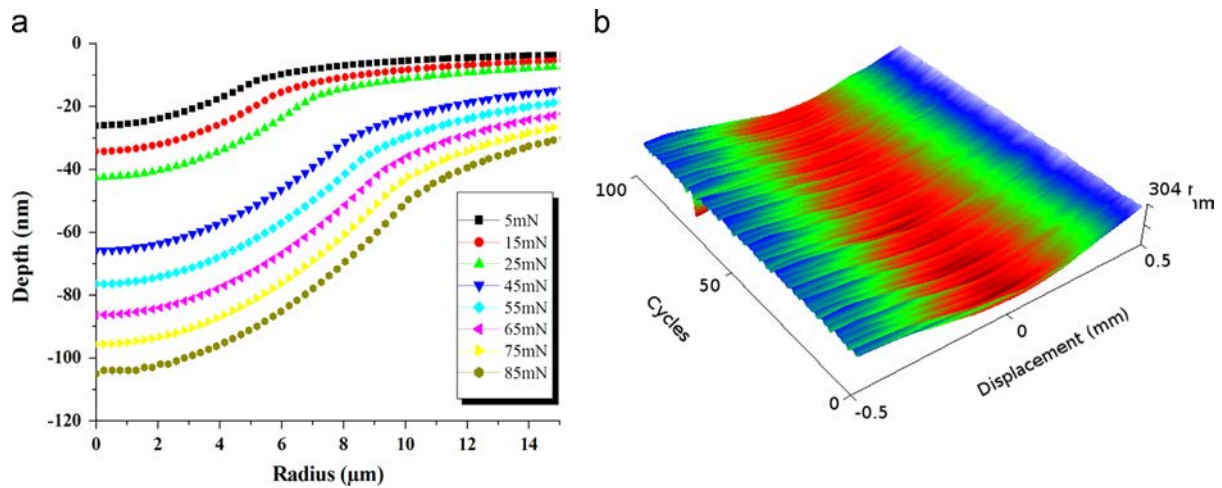 a
b
0
-20
-40
-60
-80
-100
-120
Depth (nm)
0 2 4 6 8 10 12 14
Radius (μm)
5mN
15mN
25mN
45mN
55mN
65mN
75mN
85mN
100
50
0
Cycles
-0.5
0
0.5
Displacement (mm)
304
nm